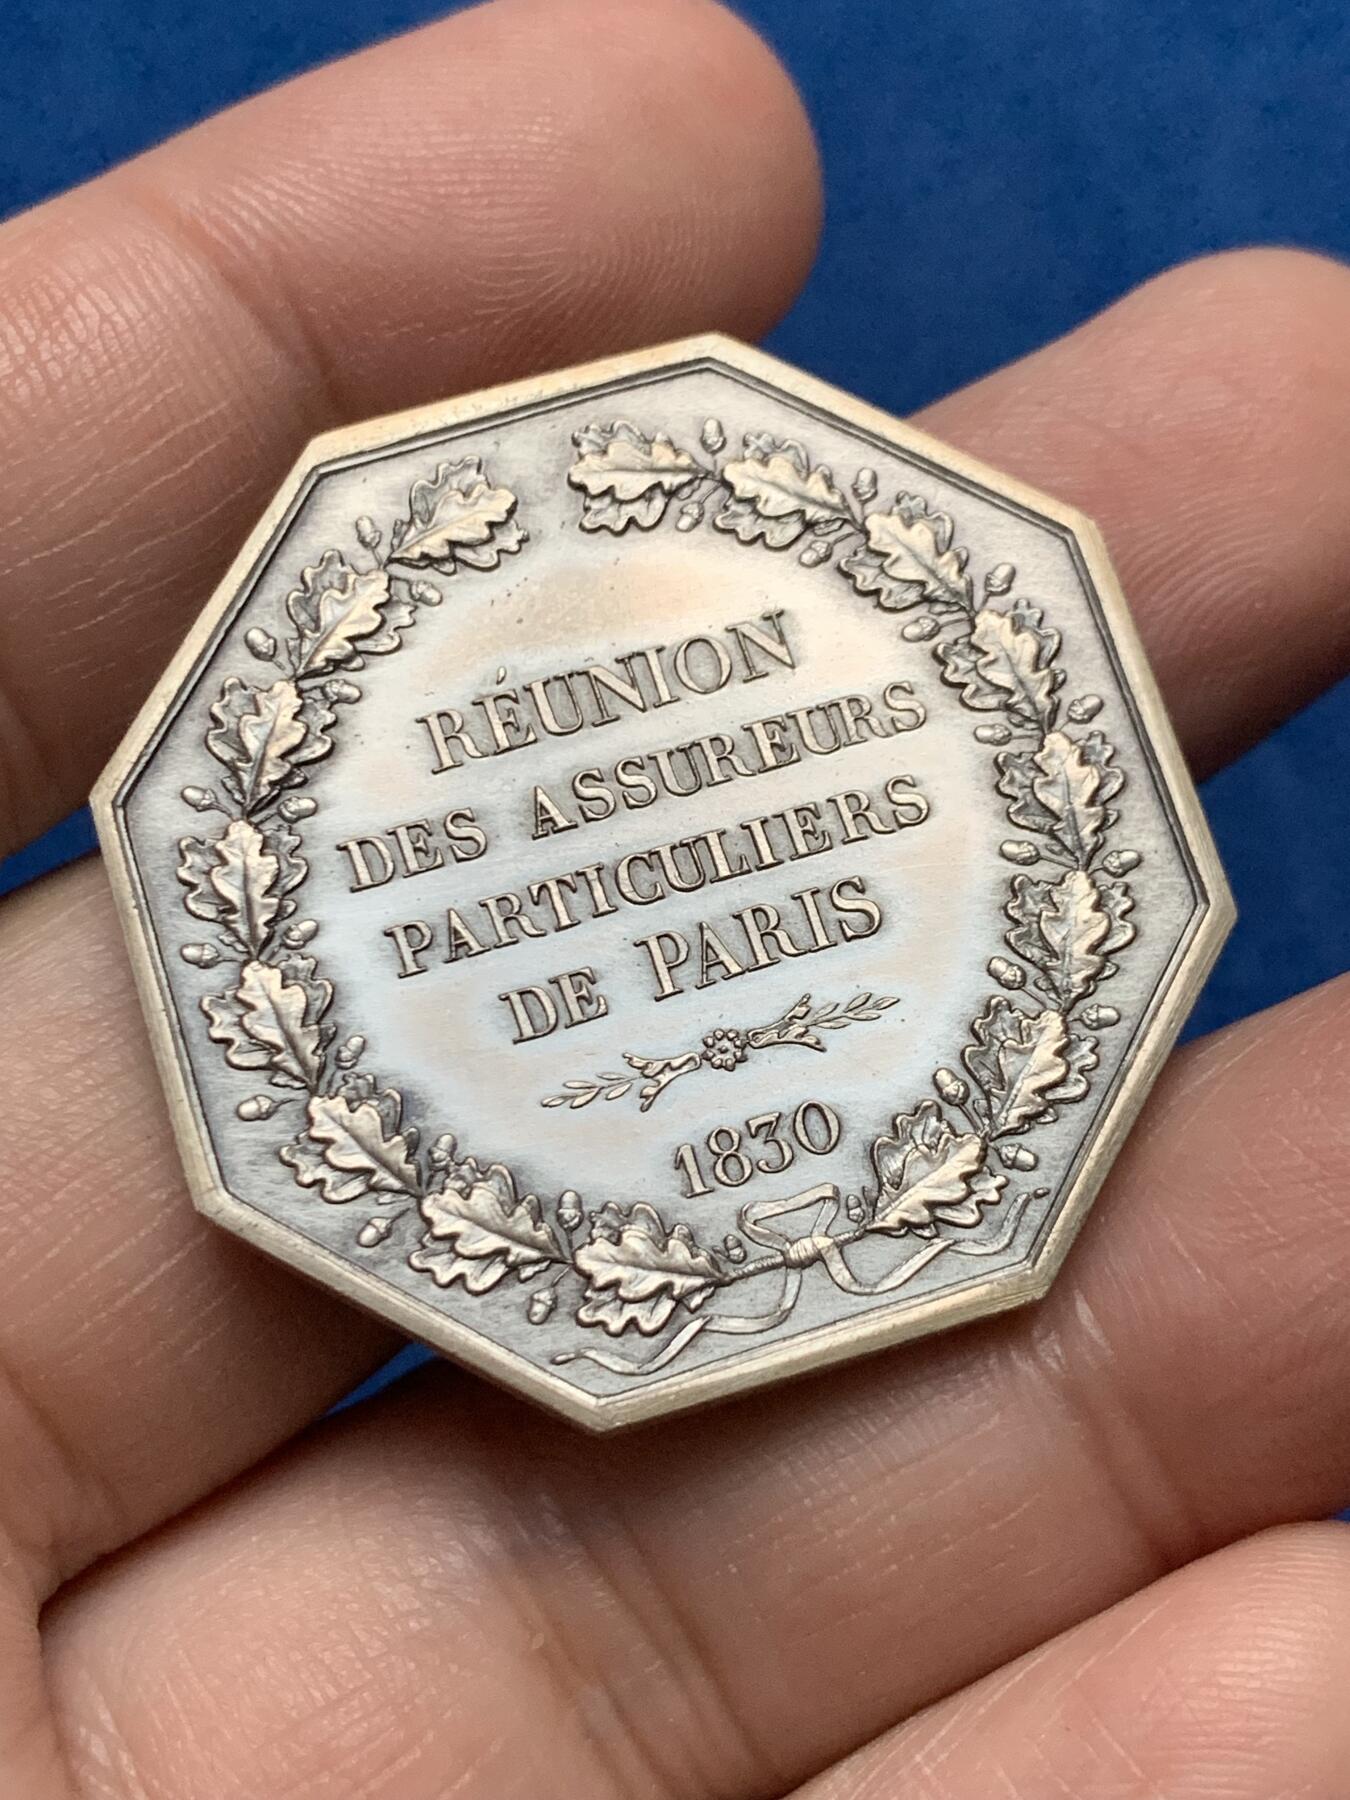 RÉUNION
DES ASSUREURS
PARTICULIERS
DE PARIS
1830